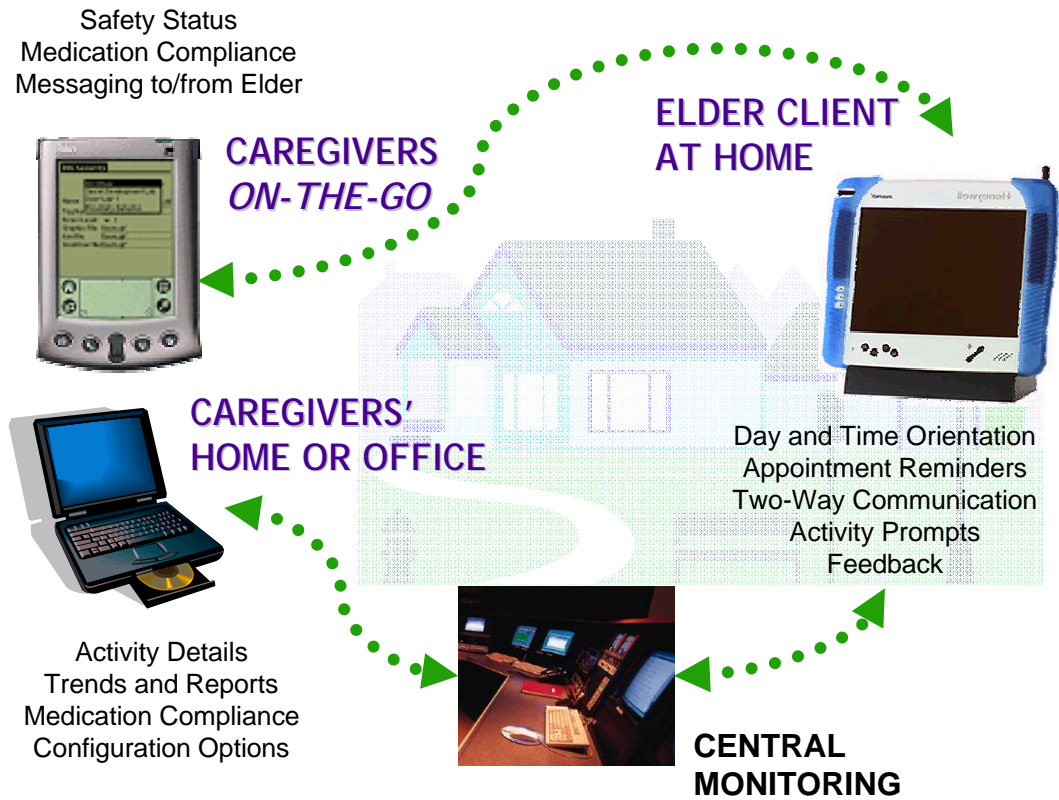 Safety Status
Medication Compliance
Messaging to/from Elder
CAREGIVERS
ON-THE-GO
ELDER CLIENT
AT HOME
Honeywell
CAREGIVERS'
HOME OR OFFICE
Day and Time Orientation
Appointment Reminders
Two-Way Communication
Activity Prompts
Feedback
Activity Details
Trends and Reports
Medication Compliance
Configuration Options
CENTRAL
MONITORING